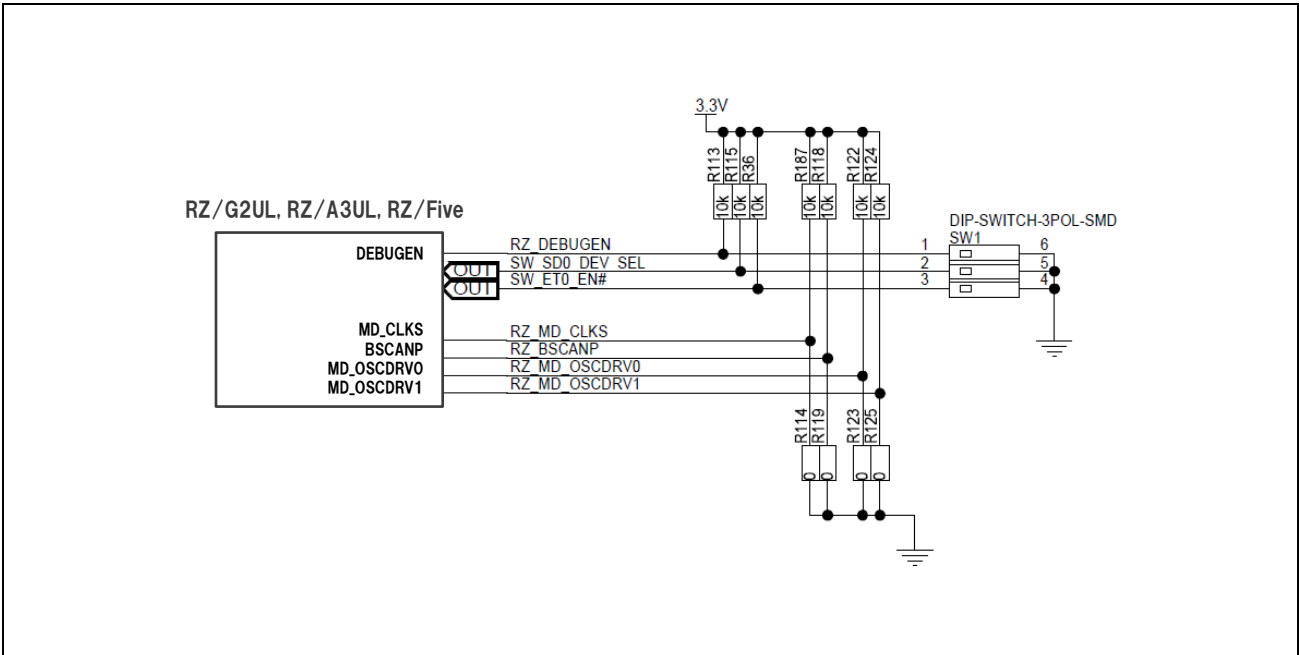 3.3V
R113
R115
R36
R187
R118
R122
R124
10k
10k
10k
10k
10k
10k
10k
RZ/G2UL, RZ/A3UL, RZ/Five
DIP-SWITCH-3POL-SMD
SW1
DEBUGEN
RZ_DEBUGEN
1
6
OUT
SW_SD0_DEV_SEL
2
5
OUT
SW_ET0_EN#
3
4
MD_CLKS
RZ_MD_CLKS
BSCANP
RZ_BSCANP
MD_OSCDRV0
RZ_MD_OSCDRV0
MD_OSCDRV1
RZ_MD_OSCDRV1
R114
R119
R123
R125
0
0
0
0